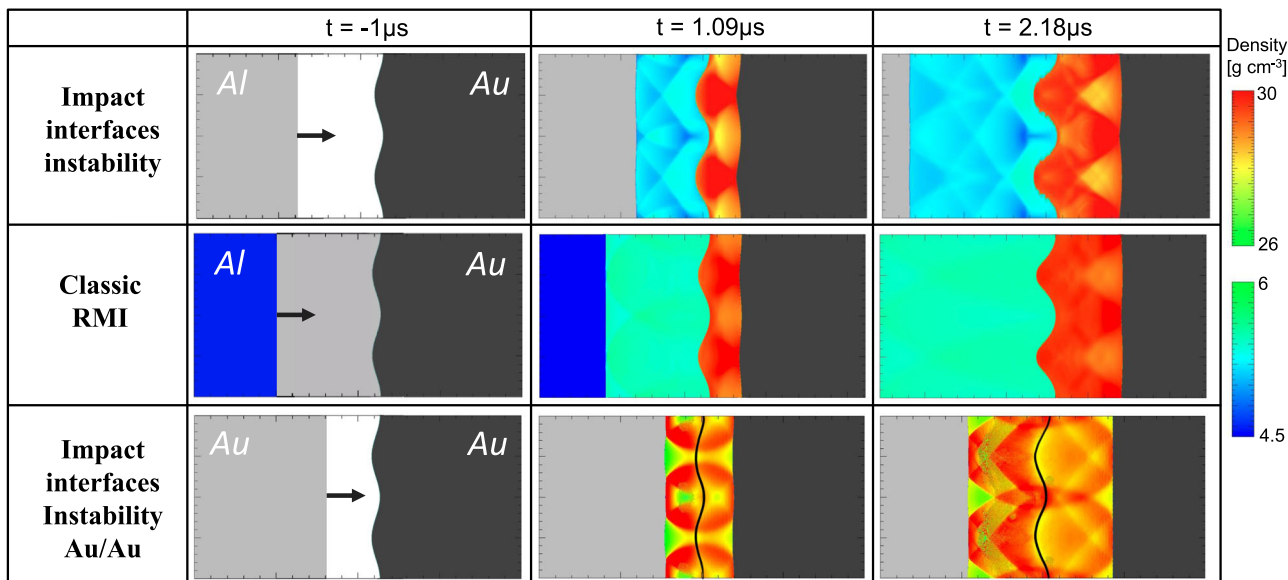 t = -1μs
t = 1.09μs
t = 2.18μs
Density
[g cm⁻³]
Impact
interfaces
instability
Al
Au
30
26
Classic
RMI
Al
Au
6
4.5
Impact
interfaces
Instability
Au/Au
Au
Au